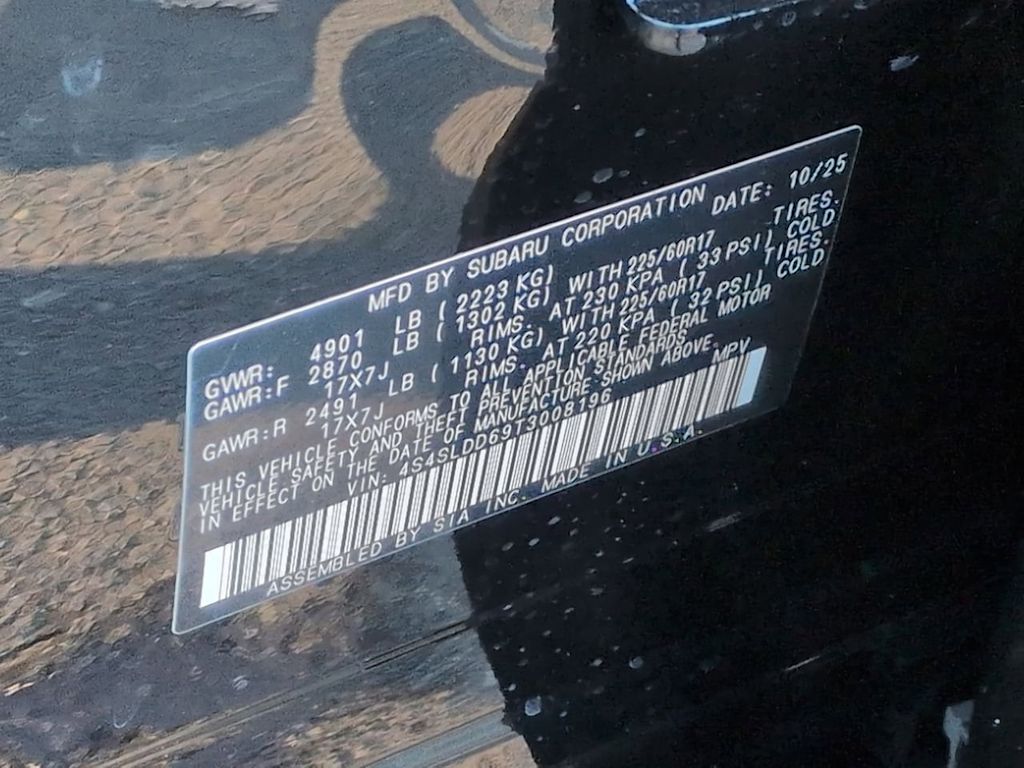 MFD BY SUBARU CORPORATION DATE: 10/25
GVWR: 4901 LB ( 2223 KG)
GAWR:F 2870 LB ( 1302 KG) WITH 225/60R17 TIRES.
17X7J RIMS. AT 230 KPA ( 33 PSI) COLD
GAWR:R 2491 LB ( 1130 KG) WITH 225/60R17 TIRES.
17X7J RIMS. AT 220 KPA ( 32 PSI) COLD
THIS VEHICLE CONFORMS TO ALL APPLICABLE FEDERAL MOTOR
VEHICLE SAFETY AND THEFT PREVENTION STANDARDS
IN EFFECT ON THE DATE OF MANUFACTURE SHOWN ABOVE.
VIN: 4S4SLDD69T3008196 MPV
ASSEMBLED BY SIA INC. MADE IN U.S.A.